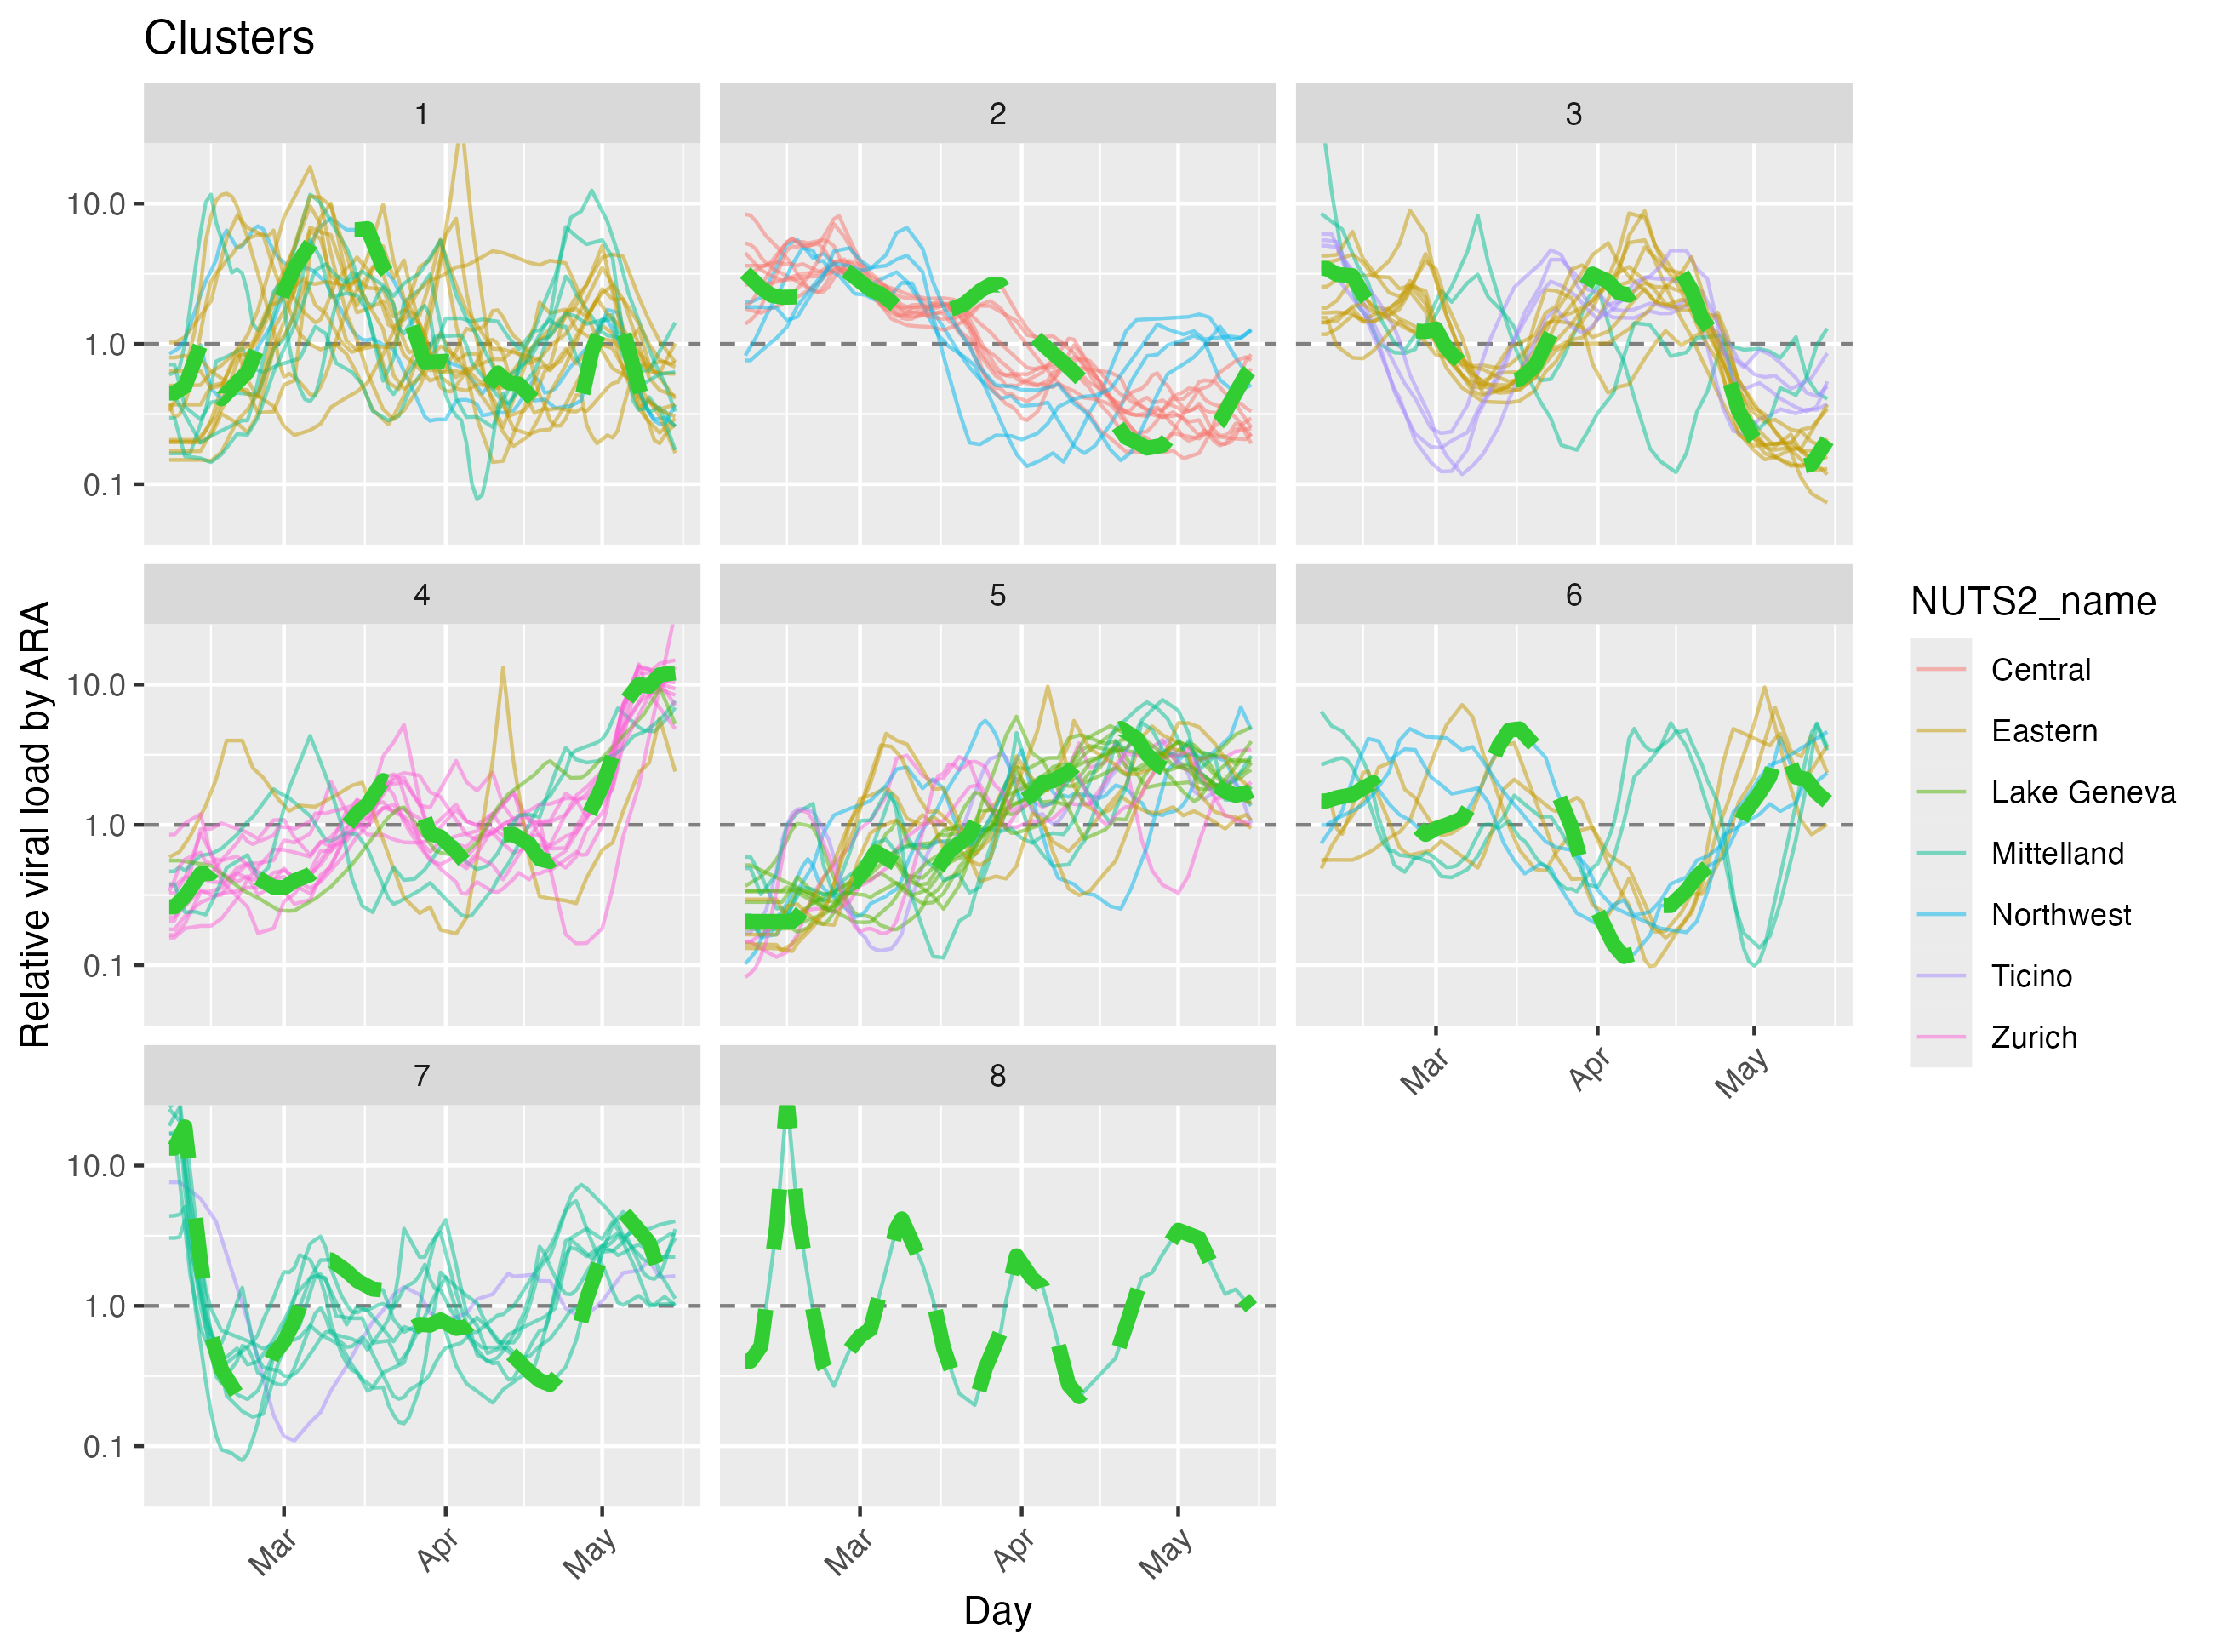 Clusters
1
2
3
10.0
1.0
0.1
4
5
6
10.0
1.0
0.1
Mar
Apr
May
7
8
10.0
1.0
0.1
Mar
Apr
May
Mar
Apr
May
Day
Relative viral load by ARA
NUTS2_name
Central
Eastern
Lake Geneva
Mittelland
Northwest
Ticino
Zurich